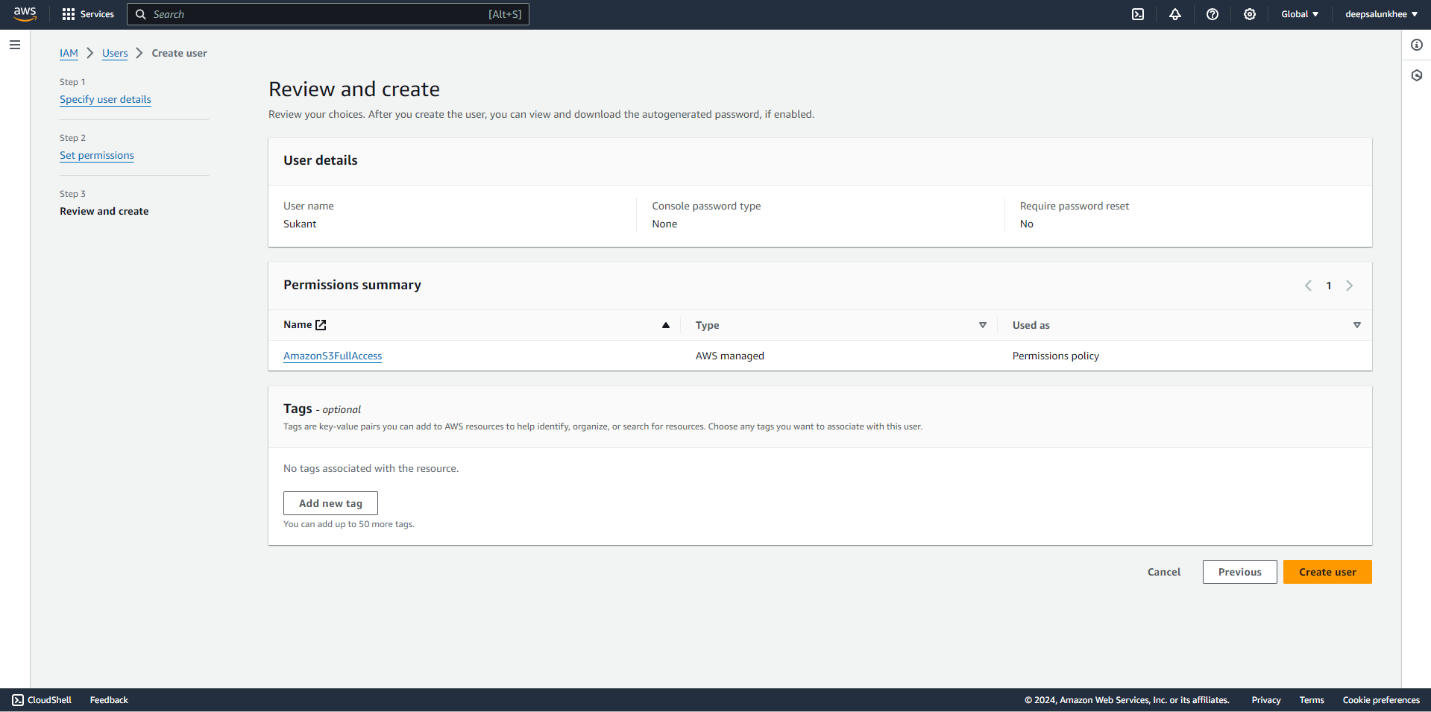 aws Services Search [Alt+S] Global deepsalunkhee
IAM > Users > Create user
Step 1
Specify user details
Step 2
Set permissions
Step 3
Review and create
Review and create
Review your choices. After you create the user, you can view and download the autogenerated password, if enabled.
User details
User name Console password type Require password reset
Sukant None No
Permissions summary 1
Name Type Used as
AmazonS3FullAccess AWS managed Permissions policy
Tags - optional
Tags are key-value pairs you can add to AWS resources to help identify, organize, or search for resources. Choose any tags you want to associate with this user.
No tags associated with the resource.
Add new tag
You can add up to 50 more tags.
Cancel Previous Create user
CloudShell Feedback © 2024, Amazon Web Services, Inc. or its affiliates. Privacy Terms Cookie preferences